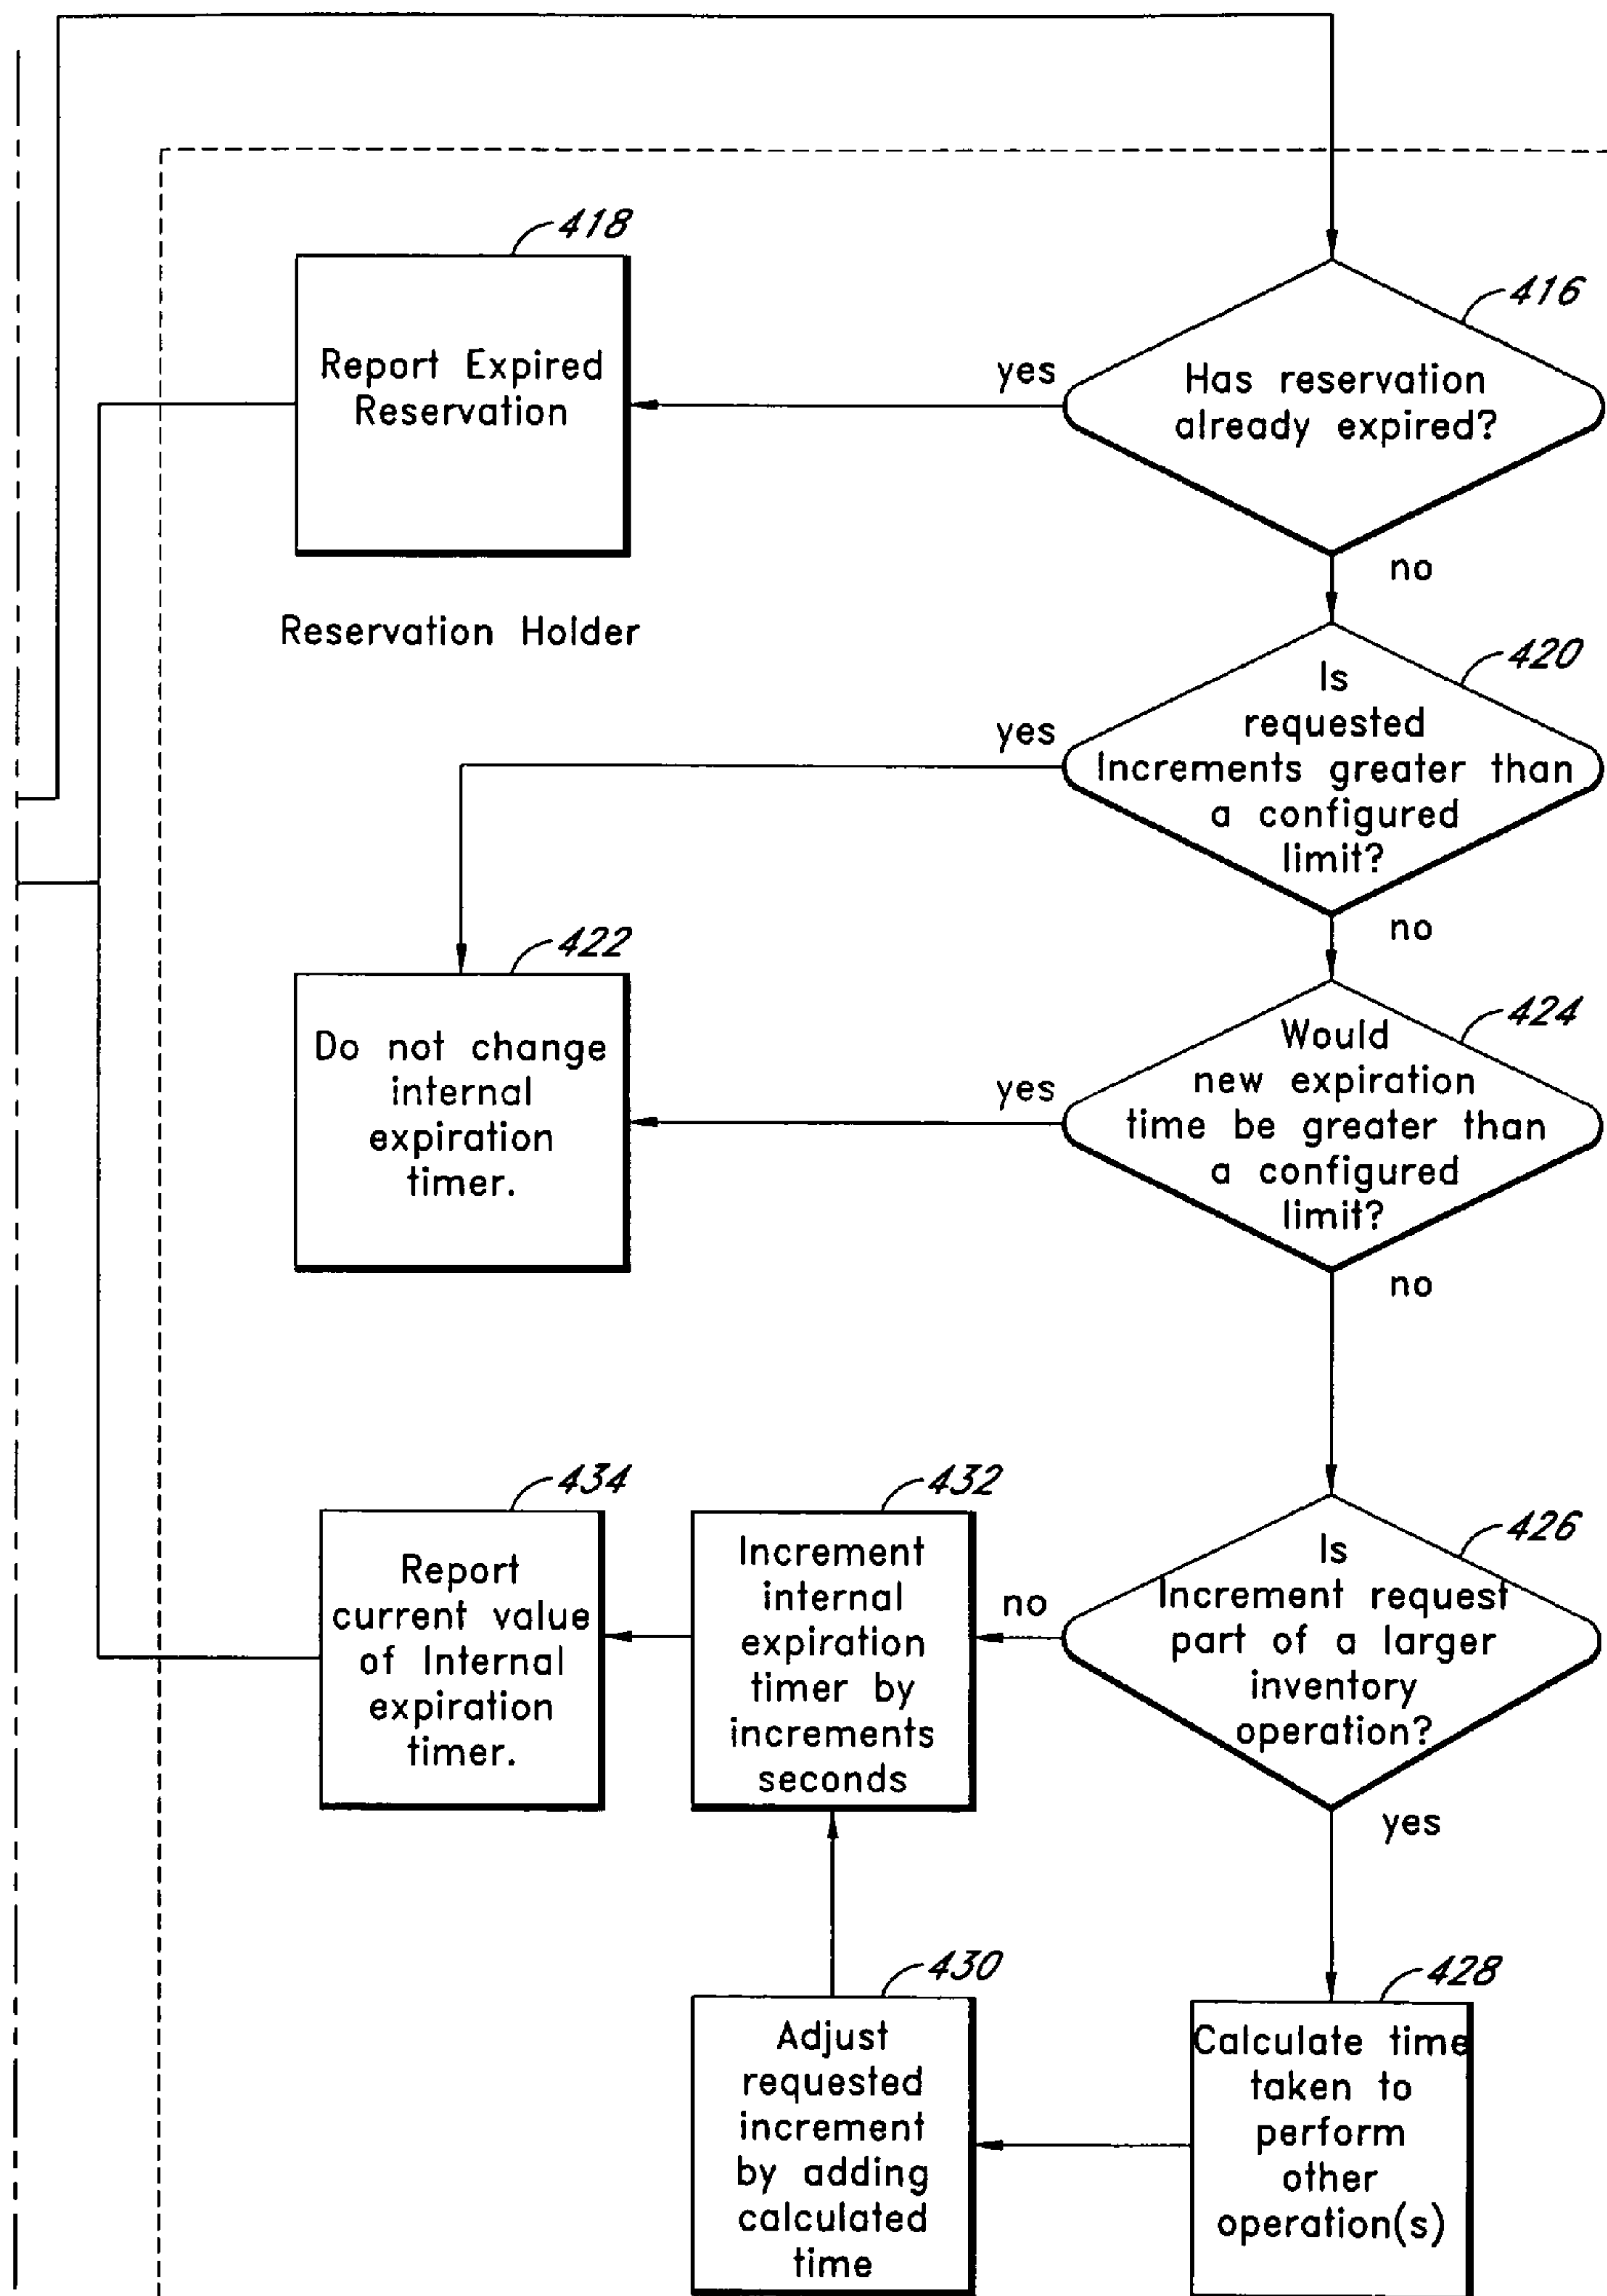 418
Report Expired
Reservation
416
yes
Has reservation
already expired?
no
Reservation Holder
420
yes
Is
requested
Increments greater than
a configured
limit?
no
422
Do not change
internal
expiration
timer.
424
yes
Would
new expiration
time be greater than
a configured
limit?
no
434
Report
current value
of Internal
expiration
timer.
432
Increment
internal
expiration
timer by
increments
seconds
no
426
Is
Increment request
part of a larger
inventory
operation?
yes
430
Adjust
requested
increment
by adding
calculated
time
428
Calculate time
taken to
perform
other
operation(s)